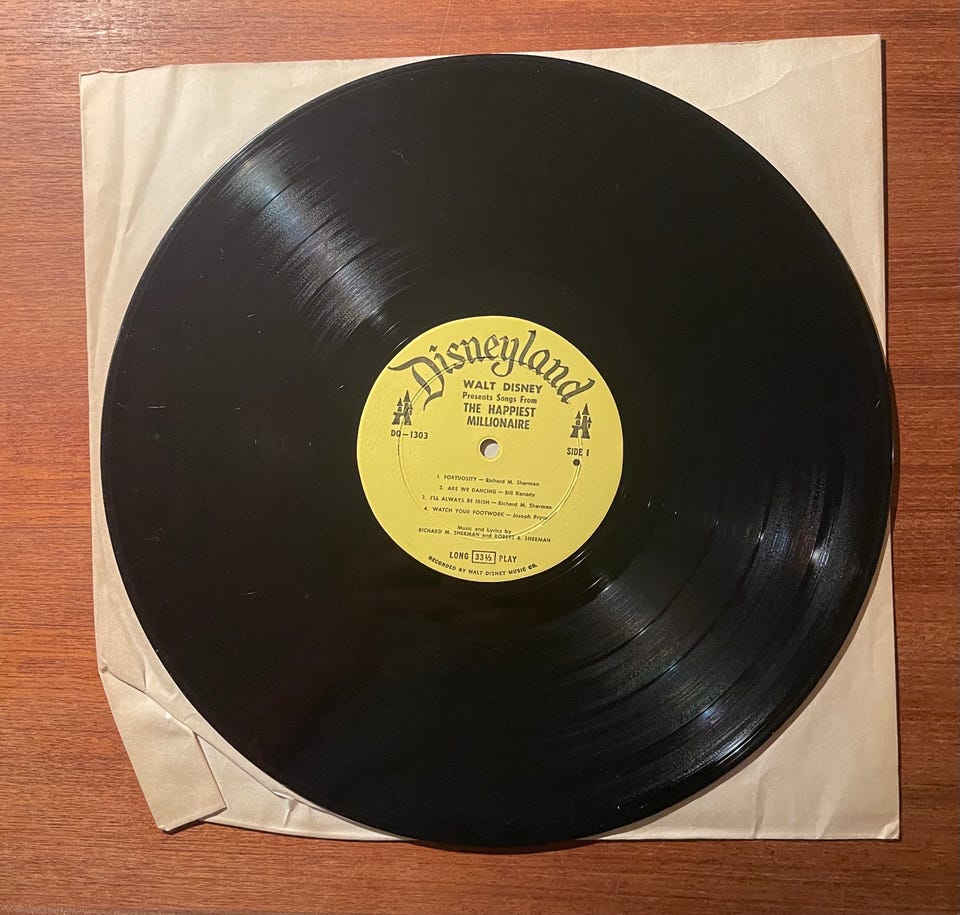 Disneyland
WALT DISNEY
Presents Songs From
THE HAPPIEST
MILLIONAIRE
DQ—1303
SIDE 1
1. FORTUOSITY — Richard M. Sherman
2. ARE WE DANCING — Bill Kanady
3. I'LL ALWAYS BE IRISH — Richard M. Sherman
4. WATCH YOUR FOOTWORK — Joseph Pryor
Music and Lyrics by
RICHARD M. SHERMAN and ROBERT B. SHERMAN
LONG 33⅓ PLAY
RECORDED BY WALT DISNEY MUSIC CO.